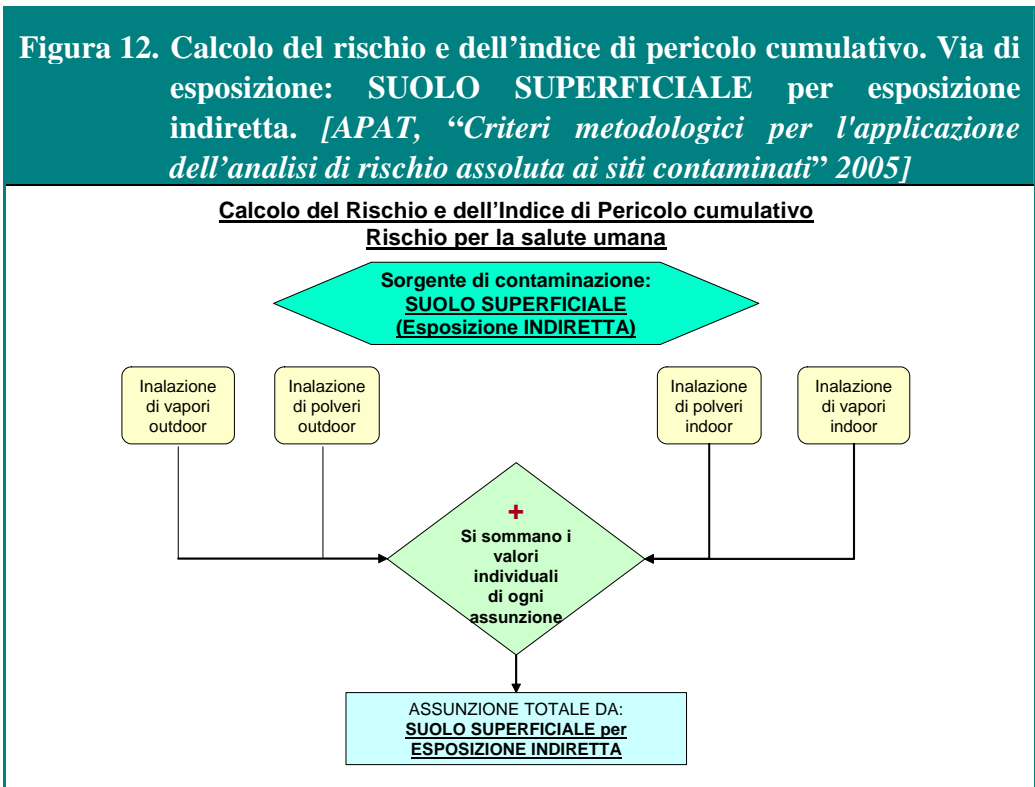 Figura 12. Calcolo del rischio e dell’indice di pericolo cumulativo. Via di
esposizione: SUOLO SUPERFICIALE per esposizione
indiretta. [APAT, “Criteri metodologici per l'applicazione
dell’analisi di rischio assoluta ai siti contaminati” 2005]
Calcolo del Rischio e dell’Indice di Pericolo cumulativo
Rischio per la salute umana
Sorgente di contaminazione:
SUOLO SUPERFICIALE
(Esposizione INDIRETTA)
Inalazione
di vapori
outdoor
Inalazione
di polveri
outdoor
Inalazione
di polveri
indoor
Inalazione
di vapori
indoor
+
Si sommano i
valori
individuali
di ogni
assunzione
ASSUNZIONE TOTALE DA:
SUOLO SUPERFICIALE per
ESPOSIZIONE INDIRETTA